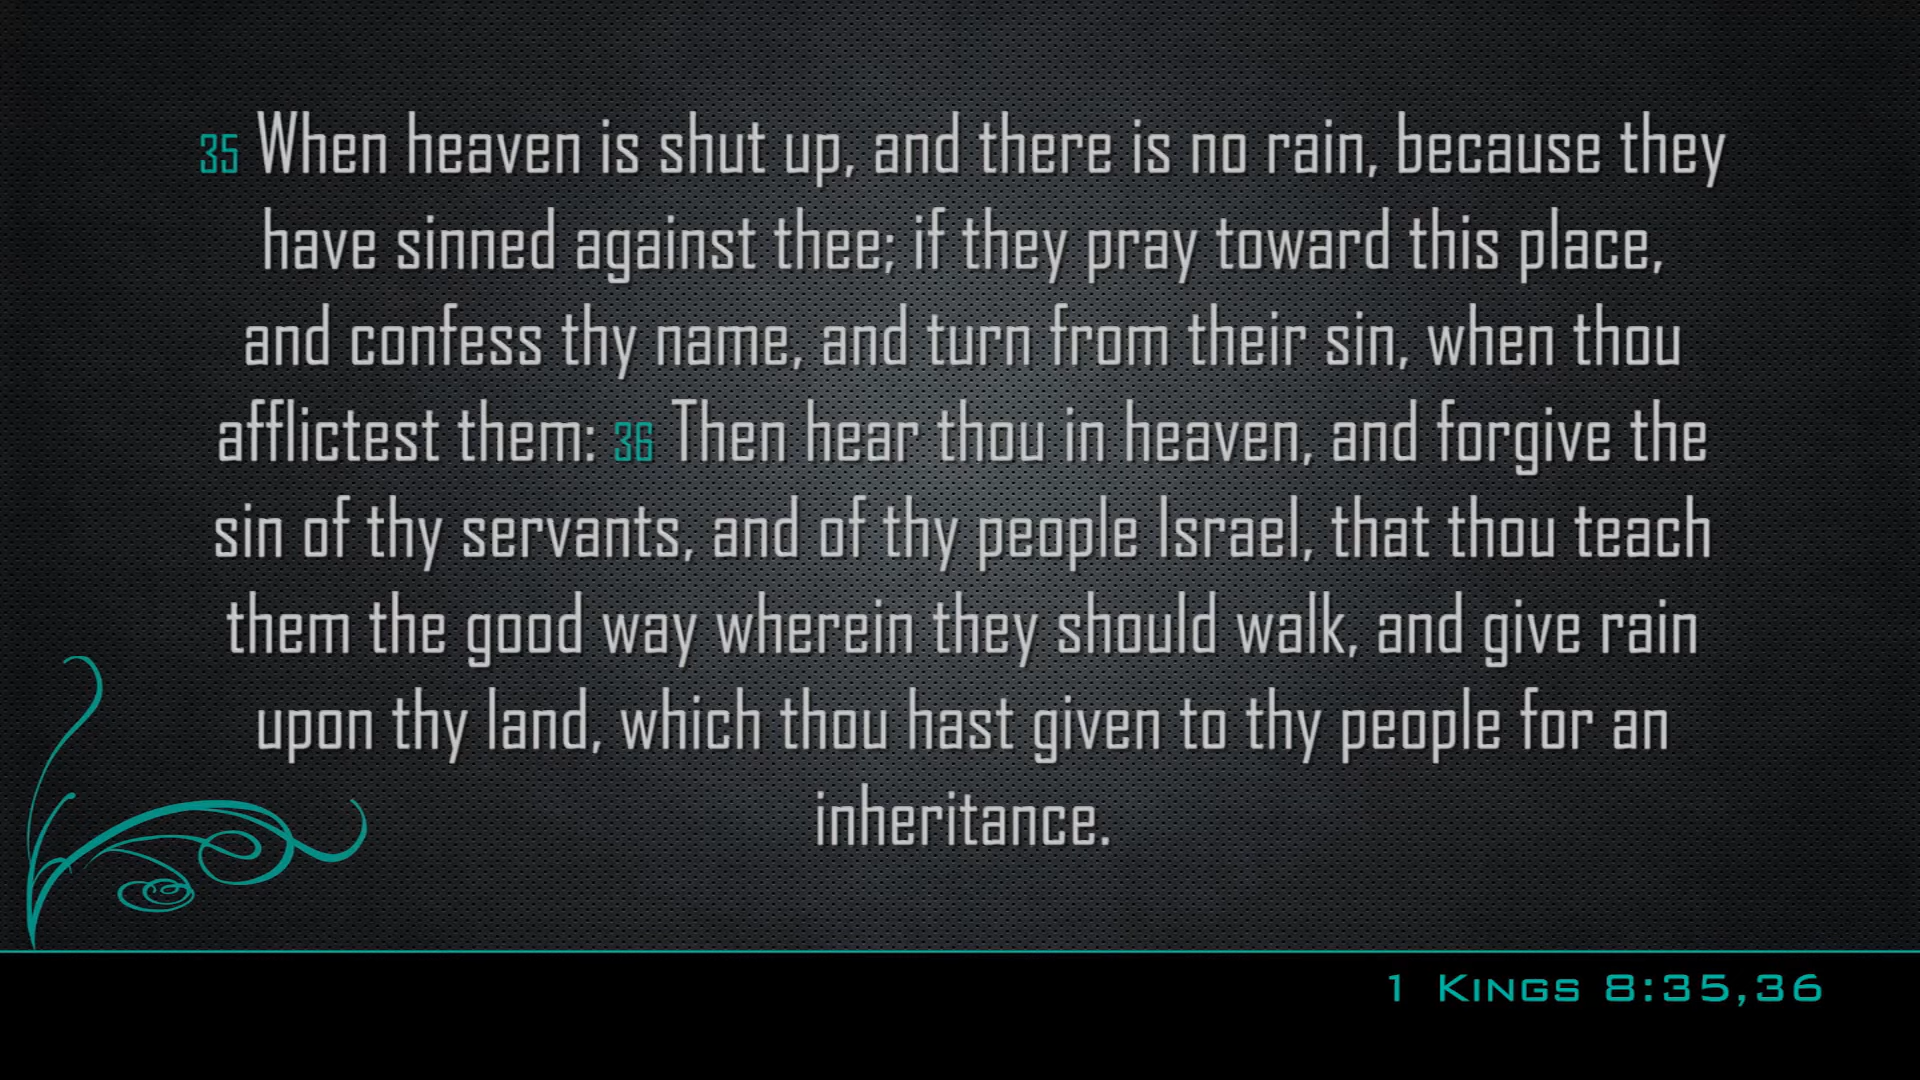 35 When heaven is shut up, and there is no rain, because they
have sinned against thee; if they pray toward this place,
and confess thy name, and turn from their sin, when thou
afflictest them: 36 Then hear thou in heaven, and forgive the
sin of thy servants, and of thy people Israel, that thou teach
them the good way wherein they should walk, and give rain
upon thy land, which thou hast given to thy people for an
inheritance.
1 Kings 8:35,36